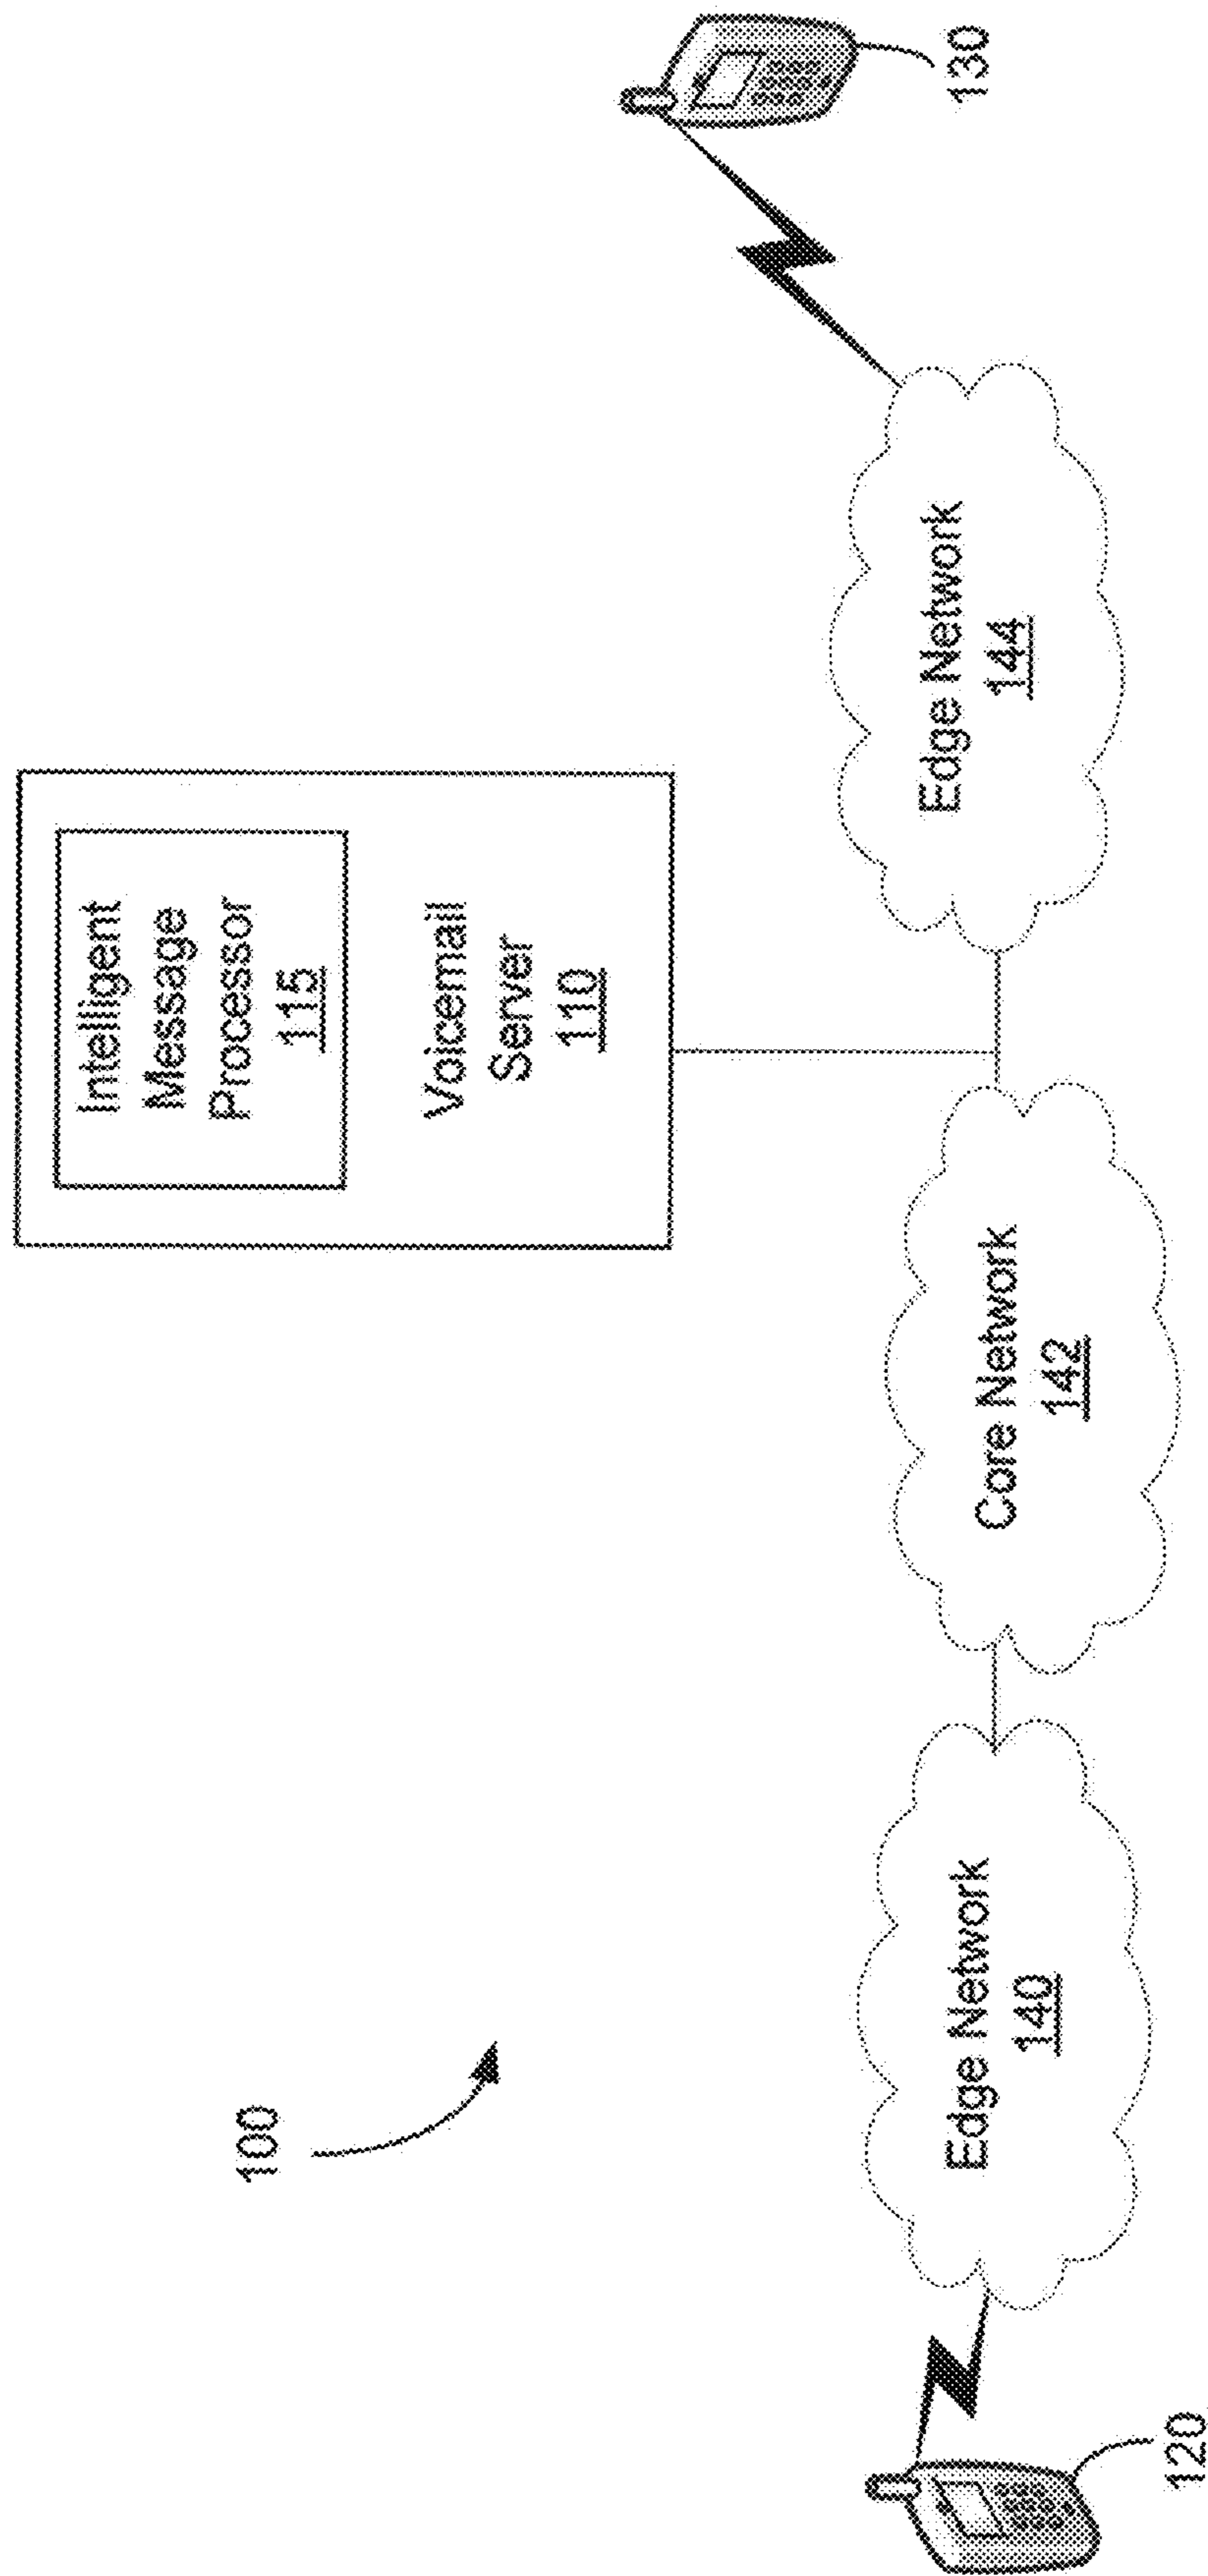 100
Intelligent
Message
Processor
115
Voicemail
Server
110
120
Edge Network
140
Core Network
142
Edge Network
144
130